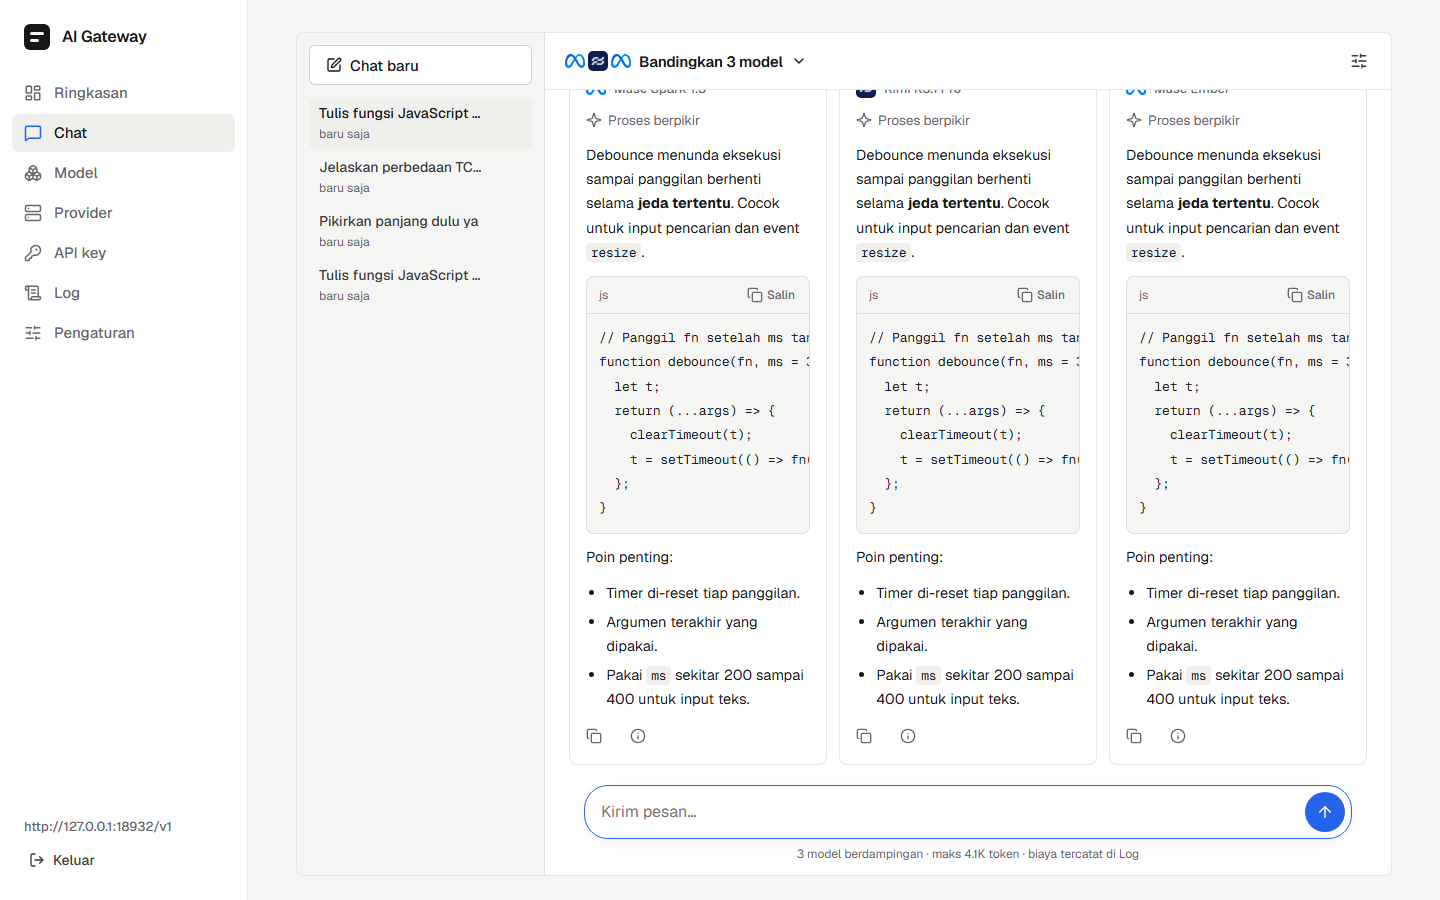 AI Gateway
Ringkasan
Chat
Model
Provider
API key
Log
Pengaturan
http://127.0.0.1:18932/v1
Keluar
Chat baru
Tulis fungsi JavaScript ...
baru saja
Jelaskan perbedaan TC...
baru saja
Pikirkan panjang dulu ya
baru saja
Tulis fungsi JavaScript ...
baru saja
Bandingkan 3 model
Proses berpikir
Debounce menunda eksekusi
sampai panggilan berhenti
selama jeda tertentu. Cocok
untuk input pencarian dan event
resize.
js
Salin
// Panggil fn setelah ms tan
function debounce(fn, ms = 3
let t;
return (...args) => {
clearTimeout(t);
t = setTimeout(() => fn(
};
}
Poin penting:
• Timer di-reset tiap panggilan.
• Argumen terakhir yang
dipakai.
• Pakai ms sekitar 200 sampai
400 untuk input teks.
Proses berpikir
Debounce menunda eksekusi
sampai panggilan berhenti
selama jeda tertentu. Cocok
untuk input pencarian dan event
resize.
js
Salin
// Panggil fn setelah ms tan
function debounce(fn, ms = 3
let t;
return (...args) => {
clearTimeout(t);
t = setTimeout(() => fn(
};
}
Poin penting:
• Timer di-reset tiap panggilan.
• Argumen terakhir yang
dipakai.
• Pakai ms sekitar 200 sampai
400 untuk input teks.
Muse Ember
Proses berpikir
Debounce menunda eksekusi
sampai panggilan berhenti
selama jeda tertentu. Cocok
untuk input pencarian dan event
resize.
js
Salin
// Panggil fn setelah ms tan
function debounce(fn, ms = 3
let t;
return (...args) => {
clearTimeout(t);
t = setTimeout(() => fn(
};
}
Poin penting:
• Timer di-reset tiap panggilan.
• Argumen terakhir yang
dipakai.
• Pakai ms sekitar 200 sampai
400 untuk input teks.
Kirim pesan...
3 model berdampingan · maks 4.1K token · biaya tercatat di Log